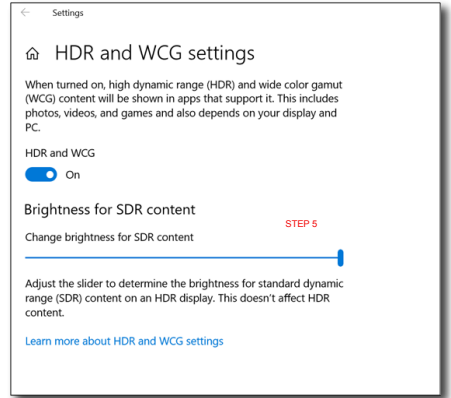 Settings
HDR and WCG settings
When turned on, high dynamic range (HDR) and wide color gamut
(WCG) content will be shown in apps that support it. This includes
photos, videos, and games and also depends on your display and
PC.
HDR and WCG
On
Brightness for SDR content
STEP 5
Change brightness for SDR content
Adjust the slider to determine the brightness for standard dynamic
range (SDR) content on an HDR display. This doesn't affect HDR
content.
Learn more about HDR and WCG settings